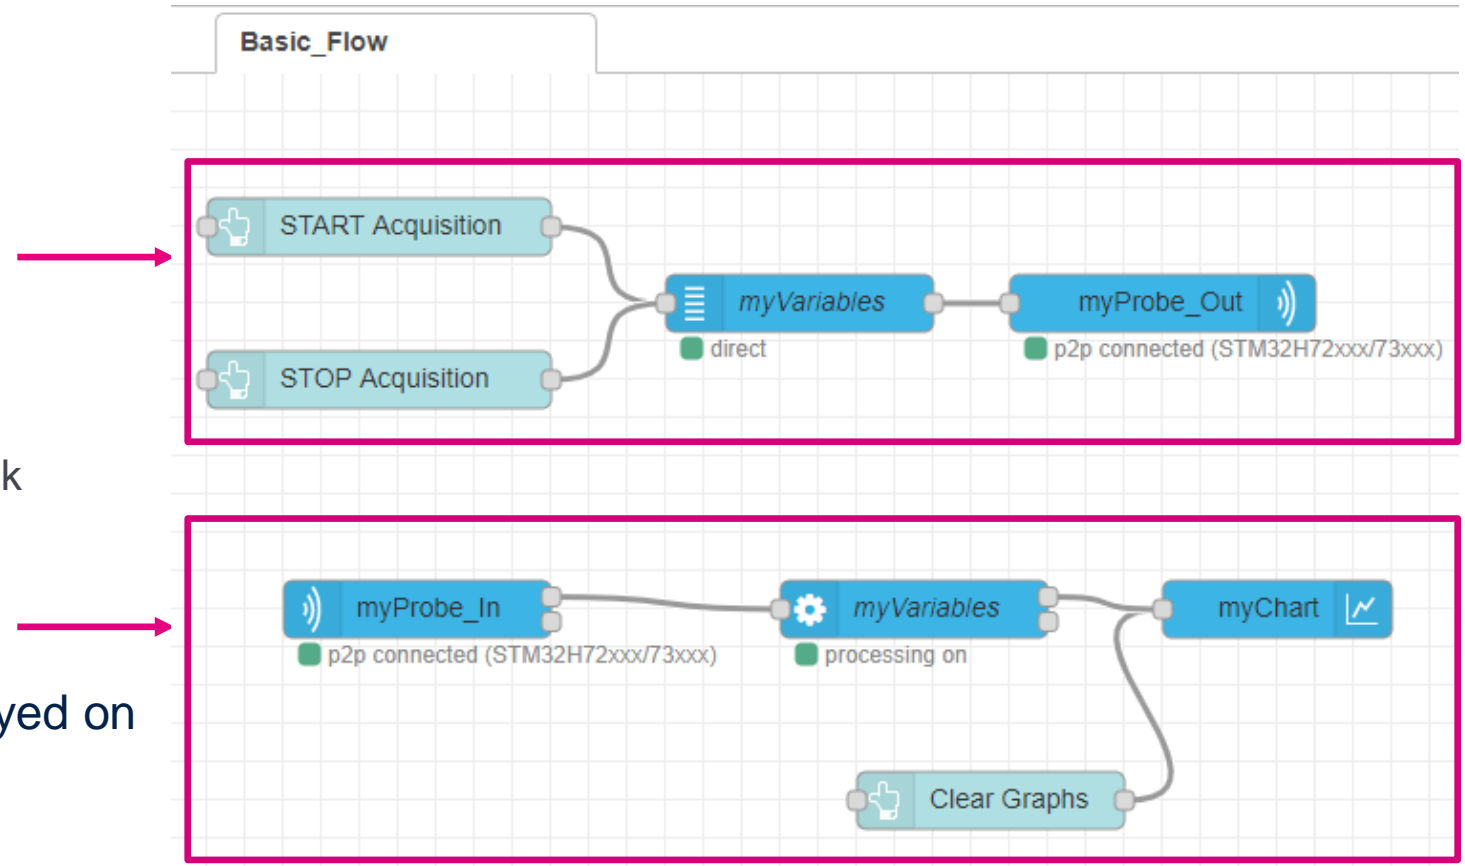 Basic_Flow
START Acquisition
myVariables
myProbe_Out
direct
p2p connected (STM32H72xxx/73xxx)
STOP Acquisition
k
myProbe_In
myVariables
myChart
p2p connected (STM32H72xxx/73xxx)
processing on
yed on
Clear Graphs